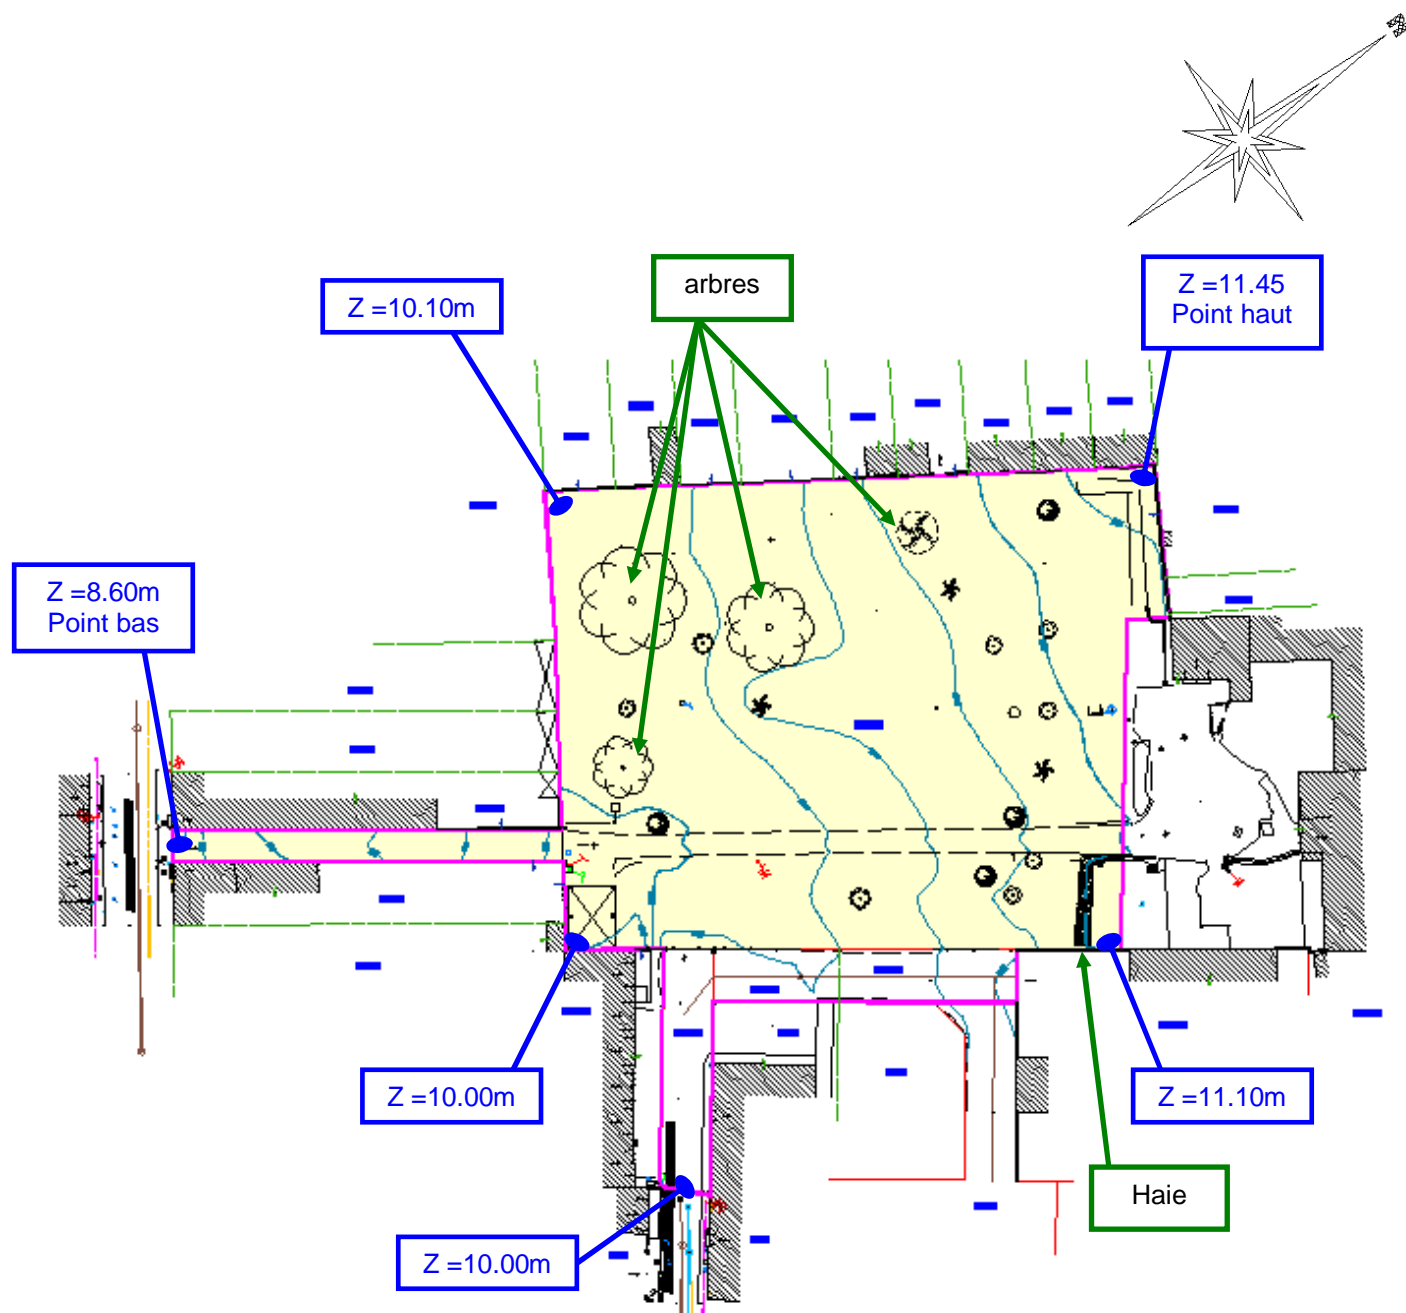 arbres
Z =11.45
Point haut
Z =10.10m
Z =8.60m
Point bas
Z =10.00m
Z =11.10m
Haie
Z =10.00m